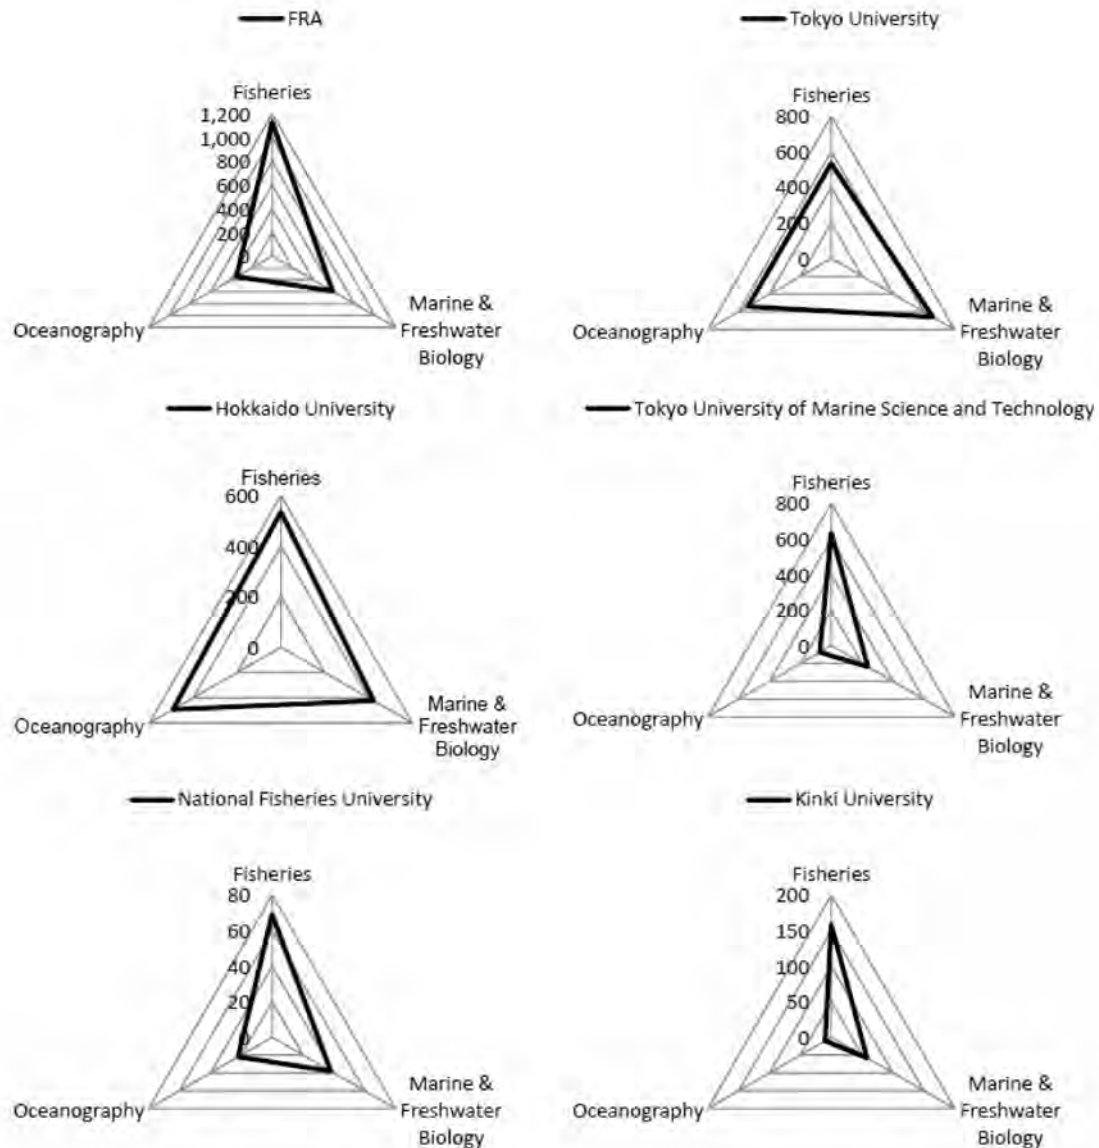 FRA
Fisheries
1,200
1,000
800
600
400
200
0
Oceanography
Marine &
Freshwater
Biology
Tokyo University
Fisheries
800
600
400
200
0
Oceanography
Marine &
Freshwater
Biology
Hokkaido University
Fisheries
600
400
200
0
Oceanography
Marine &
Freshwater
Biology
Tokyo University of Marine Science and Technology
Fisheries
800
600
400
200
0
Oceanography
Marine &
Freshwater
Biology
National Fisheries University
Fisheries
80
60
40
20
0
Oceanography
Marine &
Freshwater
Biology
Kinki University
Fisheries
200
150
100
50
0
Oceanography
Marine &
Freshwater
Biology